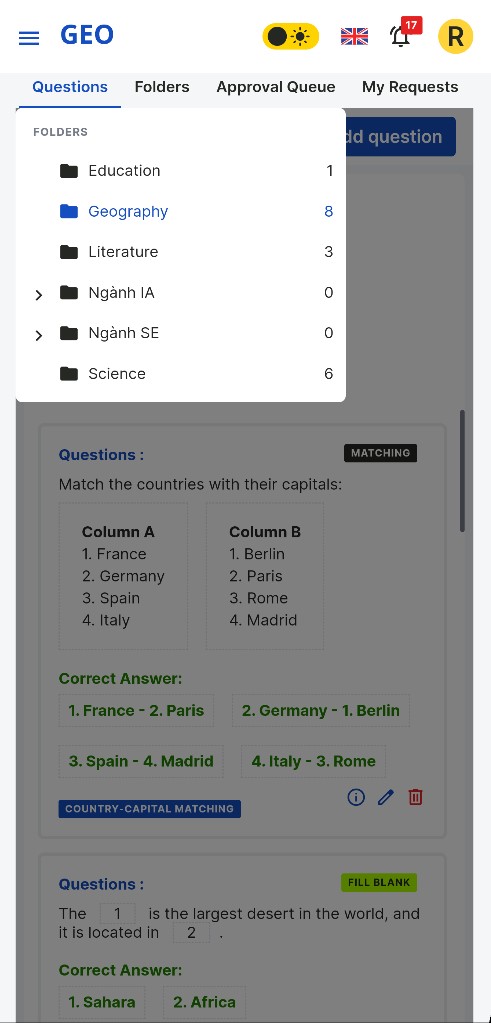 GEO
17
R
Questions Folders Approval Queue My Requests
dd question
FOLDERS
Education 1
Geography 8
Literature 3
Ngành IA 0
Ngành SE 0
Science 6
Questions :
MATCHING
Match the countries with their capitals:
Column A
1. France
2. Germany
3. Spain
4. Italy
Column B
1. Berlin
2. Paris
3. Rome
4. Madrid
Correct Answer:
1. France - 2. Paris
2. Germany - 1. Berlin
3. Spain - 4. Madrid
4. Italy - 3. Rome
COUNTRY-CAPITAL MATCHING
Questions :
FILL BLANK
The 1 is the largest desert in the world, and
it is located in 2 .
Correct Answer:
1. Sahara
2. Africa